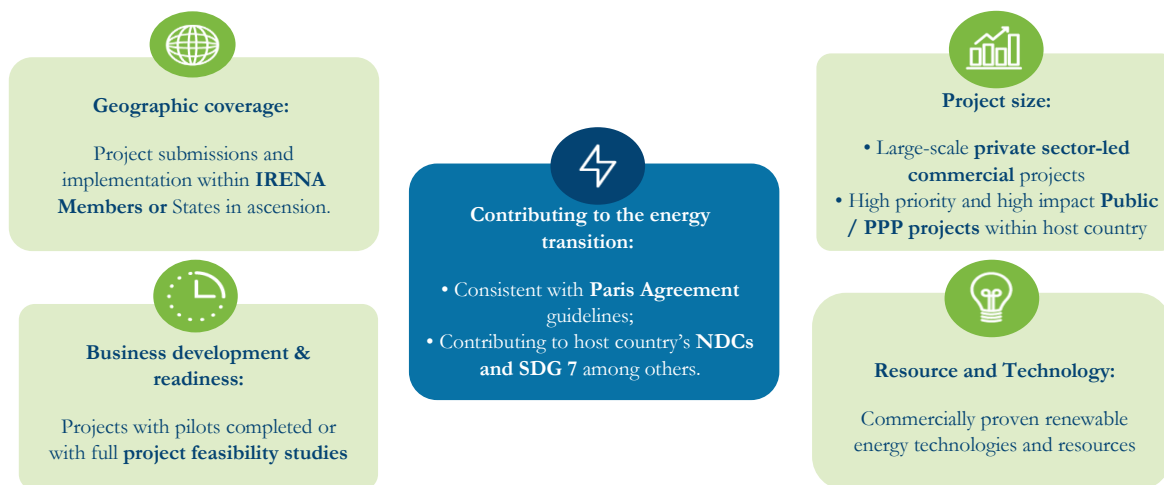 Geographic coverage:
Project submissions and
implementation within IRENA
Members or States in ascension.
Business development &
readiness:
Projects with pilots completed or
with full project feasibility studies
Contributing to the energy
transition:
• Consistent with Paris Agreement
guidelines;
• Contributing to host country's NDCs
and SDG 7 among others.
Project size:
• Large-scale private sector-led
commercial projects
• High priority and high impact Public
/ PPP projects within host country
Resource and Technology:
Commercially proven renewable
energy technologies and resources